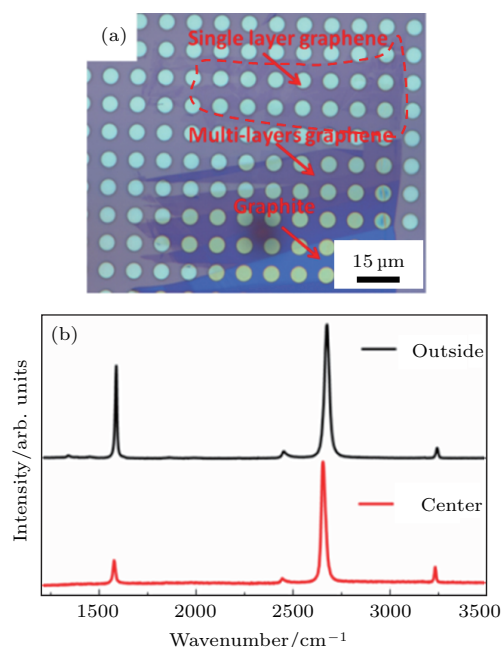 (a)
Single layer graphene
Multi-layers graphene
Graphite
15 µm
(b)
Outside
Center
Intensity/arb. units
1500 2000 2500 3000 3500
Wavenumber/cm⁻¹